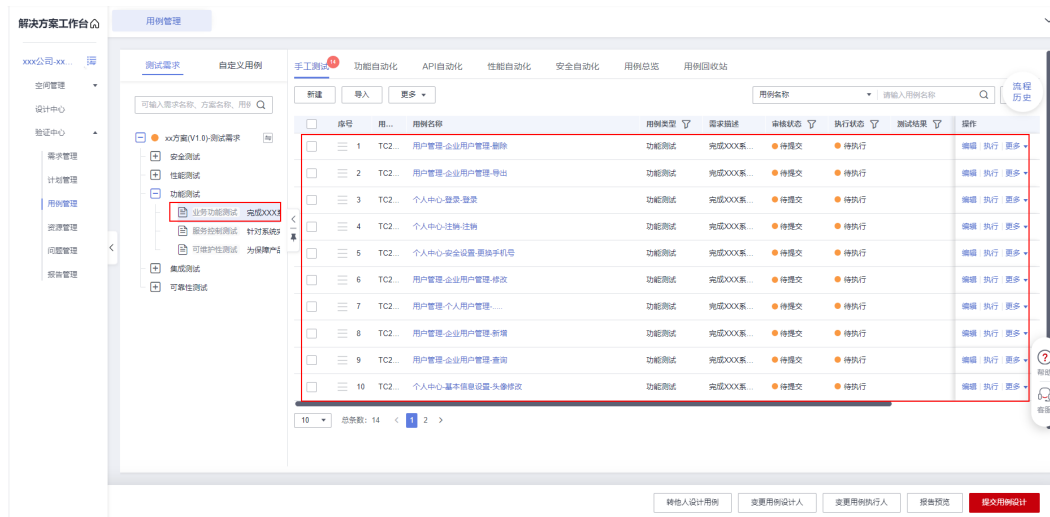 解决方案工作台
用例管理
xxx公司-xx...
空间管理
设计中心
验证中心
需求管理
计划管理
用例管理
资源管理
问题管理
报告管理
测试需求 自定义用例
可输入需求名称、方案名称、用例
xx方案(V1.0)-测试需求
安全测试
性能测试
功能测试
业务功能测试 完成XXX系
服务控制测试 针对系统
可维护性测试 为保障产品
集成测试
可靠性测试
手工测试 14 功能自动化 API自动化 性能自动化 安全自动化 用例总览 用例回收站
新建 导入 更多 用例名称 请输入用例名称
流程
历史
序号 用... 用例名称 用例类型 需求描述 审核状态 执行状态 测试结果 操作
1 TC2... 用户管理-企业用户管理-删除 功能测试 完成XXX系... 待提交 待执行 编辑 执行 更多
2 TC2... 用户管理-企业用户管理-导出 功能测试 完成XXX系... 待提交 待执行 编辑 执行 更多
3 TC2... 个人中心-登录-登录 功能测试 完成XXX系... 待提交 待执行 编辑 执行 更多
4 TC2... 个人中心-注销-注销 功能测试 完成XXX系... 待提交 待执行 编辑 执行 更多
5 TC2... 个人中心-安全设置-更换手机号 功能测试 完成XXX系... 待提交 待执行 编辑 执行 更多
6 TC2... 用户管理-企业用户管理-修改 功能测试 完成XXX系... 待提交 待执行 编辑 执行 更多
7 TC2... 用户管理-个人用户管理-...... 功能测试 完成XXX系... 待提交 待执行 编辑 执行 更多
8 TC2... 用户管理-企业用户管理-新增 功能测试 完成XXX系... 待提交 待执行 编辑 执行 更多
9 TC2... 用户管理-企业用户管理-查询 功能测试 完成XXX系... 待提交 待执行 编辑 执行 更多
10 TC2... 个人中心-基本信息设置-头像修改 功能测试 完成XXX系... 待提交 待执行 编辑 执行 更多
10 总条数: 14 < 1 2 >
帮助
客服
转他人设计用例 变更用例设计人 变更用例执行人 报告预览 提交用例设计